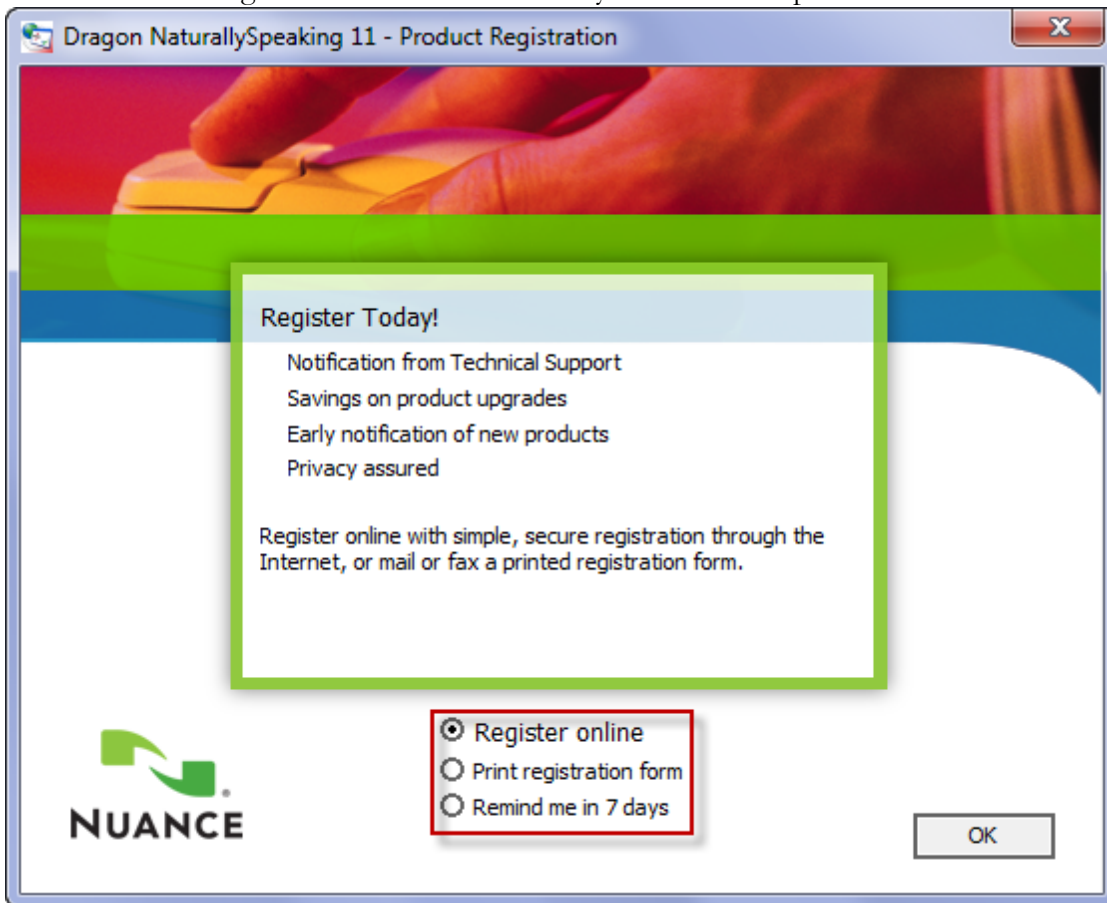 Dragon NaturallySpeaking 11 - Product Registration
Register Today!
Notification from Technical Support
Savings on product upgrades
Early notification of new products
Privacy assured
Register online with simple, secure registration through the
Internet, or mail or fax a printed registration form.
Register online
Print registration form
Remind me in 7 days
NUANCE
OK